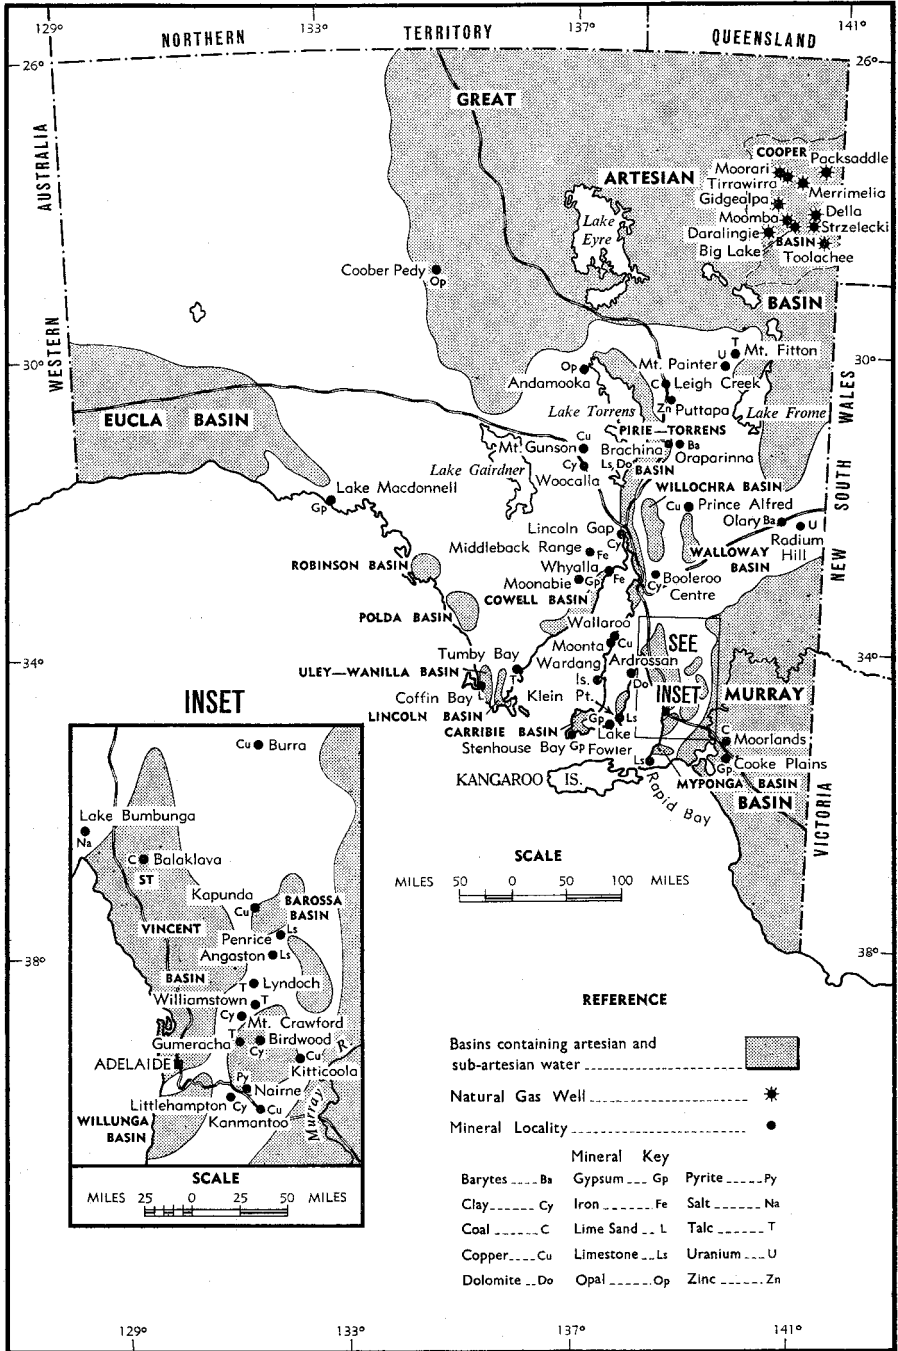 129° 133° 137° 141°
NORTHERN TERRITORY QUEENSLAND
26° 26°
GREAT
AUSTRALIA
COOPER Packsaddle
Moorari
ARTESIAN Tirrawirra
Merrimelia
Gidgealpa
Lake Eyre
Moomba Della
Daralingie Strzelecki
Big Lake BASIN
Toolachee
Coober Pedy
Op
BASIN
WESTERN
T
U Mt. Fitton
30° 30°
Op Mt. Painter
Andamooka C Leigh Creek
Zn Puttapa
Lake Torrens Lake Frome
EUCLA BASIN
PIRIE—TORRENS
Cu
Mt. Gunson Brachina Ba
Oraparinna
Cy Ls, Do
Lake Gairdner Woocalla BASIN
WILLOCHRA BASIN
Lake Macdonnell
Gp
Cu Prince Alfred
Olary Ba U
Radium Hill
NEW SOUTH WALES
Lincoln Gap
Cy
Middleback Range Fe
WALLOWAY BASIN
ROBINSON BASIN
Whyalla
Fe
Moonabie Gp
Cy Booleroo Centre
COWELL BASIN
POLDA BASIN
Wallaroo
Moonta Cu
SEE
Tumby Bay
T
Wardang Is.
Ardrossan
Do
34° 34°
ULEY—WANILLA BASIN
Coffin Bay
Klein Pt.
INSET
MURRAY
LINCOLN BASIN
Gp Ls
CARRIBIE BASIN
Lake Fowler
Stenhouse Bay Gp
C
Moorlands
Gp Cooke Plains
Ls
KANGAROO IS.
MYPONGA BASIN
Rapid Bay
BASIN
VICTORIA
SCALE
MILES 50 0 50 100 MILES
38° 38°
INSET
Cu Burra
Lake Bumbunga
Na
C Balaklava
ST
Kapunda
Cu
BAROSSA BASIN
VINCENT
Ls
Penrice
Angaston Ls
BASIN
T Lyndoch
Williamstown T
Cy
Mt. Crawford
T
Gumeracha Birdwood
Cy
Cu
Kitticoola
ADELAIDE
Py
Nairne
Littlehampton Cy Cu
Kanmantoo
Murray R
WILLUNGA BASIN
SCALE
MILES 25 0 25 50 MILES
REFERENCE
Basins containing artesian and
sub-artesian water
Natural Gas Well
Mineral Locality
Mineral Key
Barytes Ba Gypsum Gp Pyrite Py
Clay Cy Iron Fe Salt Na
Coal C Lime Sand L Talc T
Copper Cu Limestone Ls Uranium U
Dolomite Do Opal Op Zinc Zn
129° 133° 137° 141°